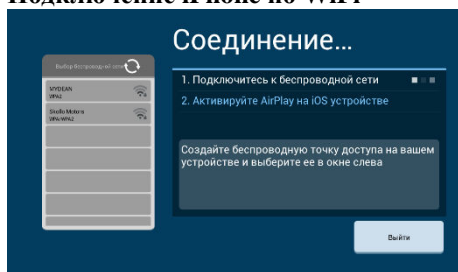 Подключение iPhone по WiFi
Соединение...
Выбор беспроводной сети
MYDEAN
WPA2
Skello Motors
WPA/WPA2
1. Подключитесь к беспроводной сети
2. Активируйте AirPlay на iOS устройстве
Создайте беспроводную точку доступа на вашем
устройстве и выберите ее в окне слева
Выйти